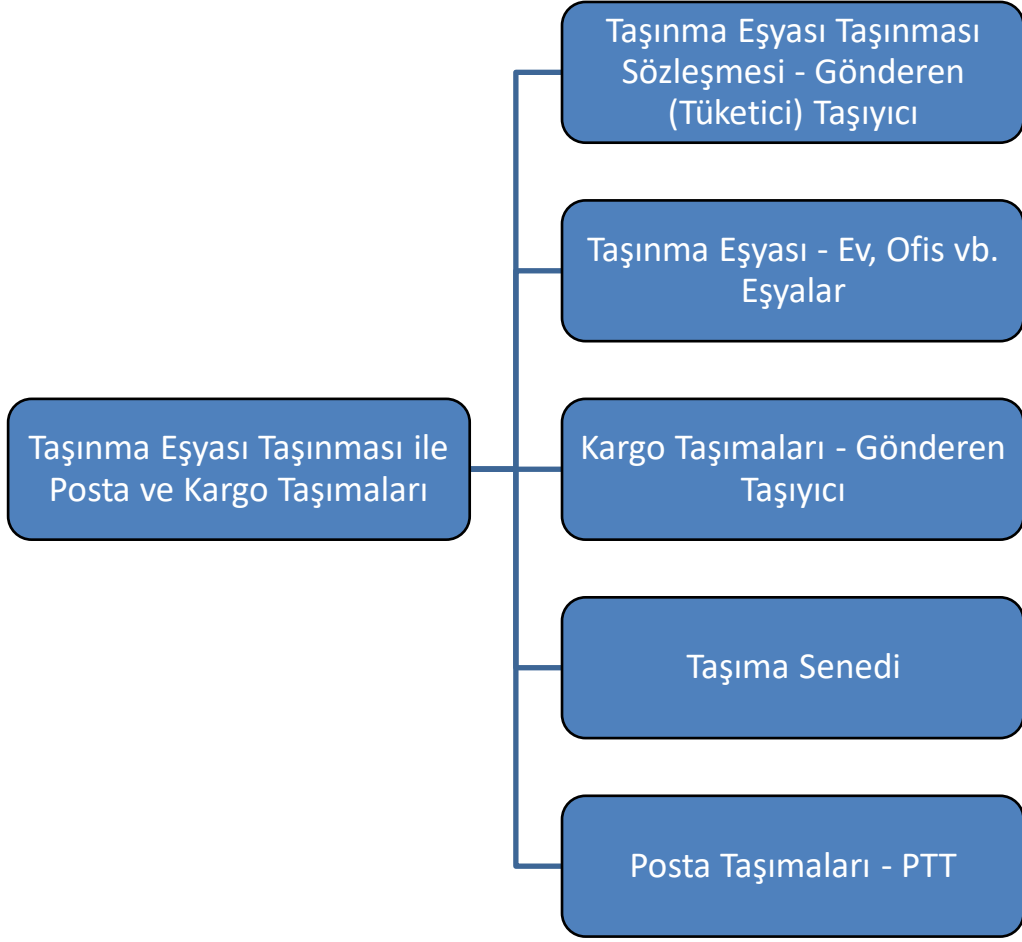 Taşınma Eşyası Taşınması
Sözleşmesi - Gönderen
(Tüketici) Taşıyıcı
Taşınma Eşyası - Ev, Ofis vb.
Eşyalar
Taşınma Eşyası Taşınması ile
Posta ve Kargo Taşımaları
Kargo Taşımaları - Gönderen
Taşıyıcı
Taşıma Senedi
Posta Taşımaları - PTT